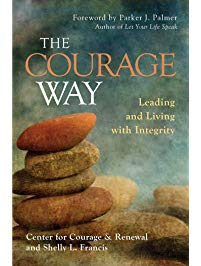 Foreword by Parker J. Palmer
Author of Let Your Life Speak
THE
COURAGE
WAY
Leading
and Living
with Integrity
Center for Courage & Renewal
and Shelly L. Francis